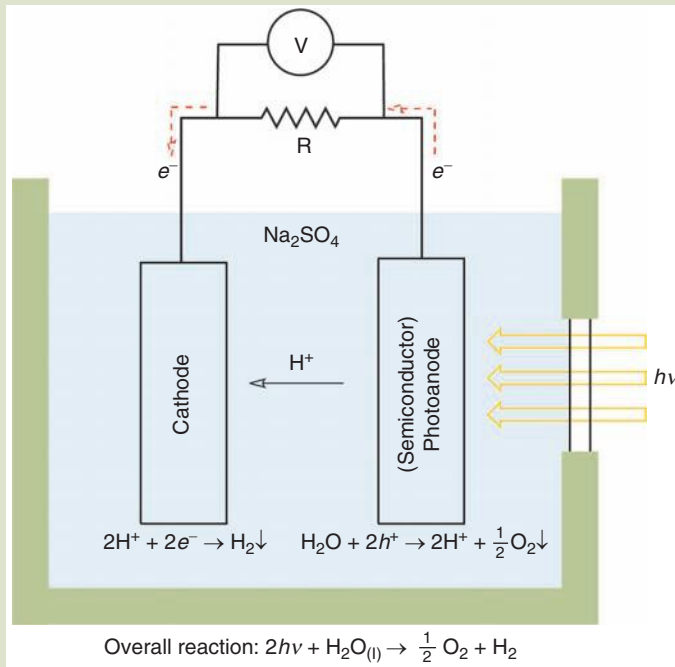 V
R
e⁻ e⁻
Na₂SO₄
H⁺
Cathode
(Semiconductor)
Photoanode
hν
2H⁺ + 2e⁻ → H₂↓
H₂O + 2h⁺ → 2H⁺ + ½O₂↓
Overall reaction: 2hν + H₂O₍l₎ → ½ O₂ + H₂